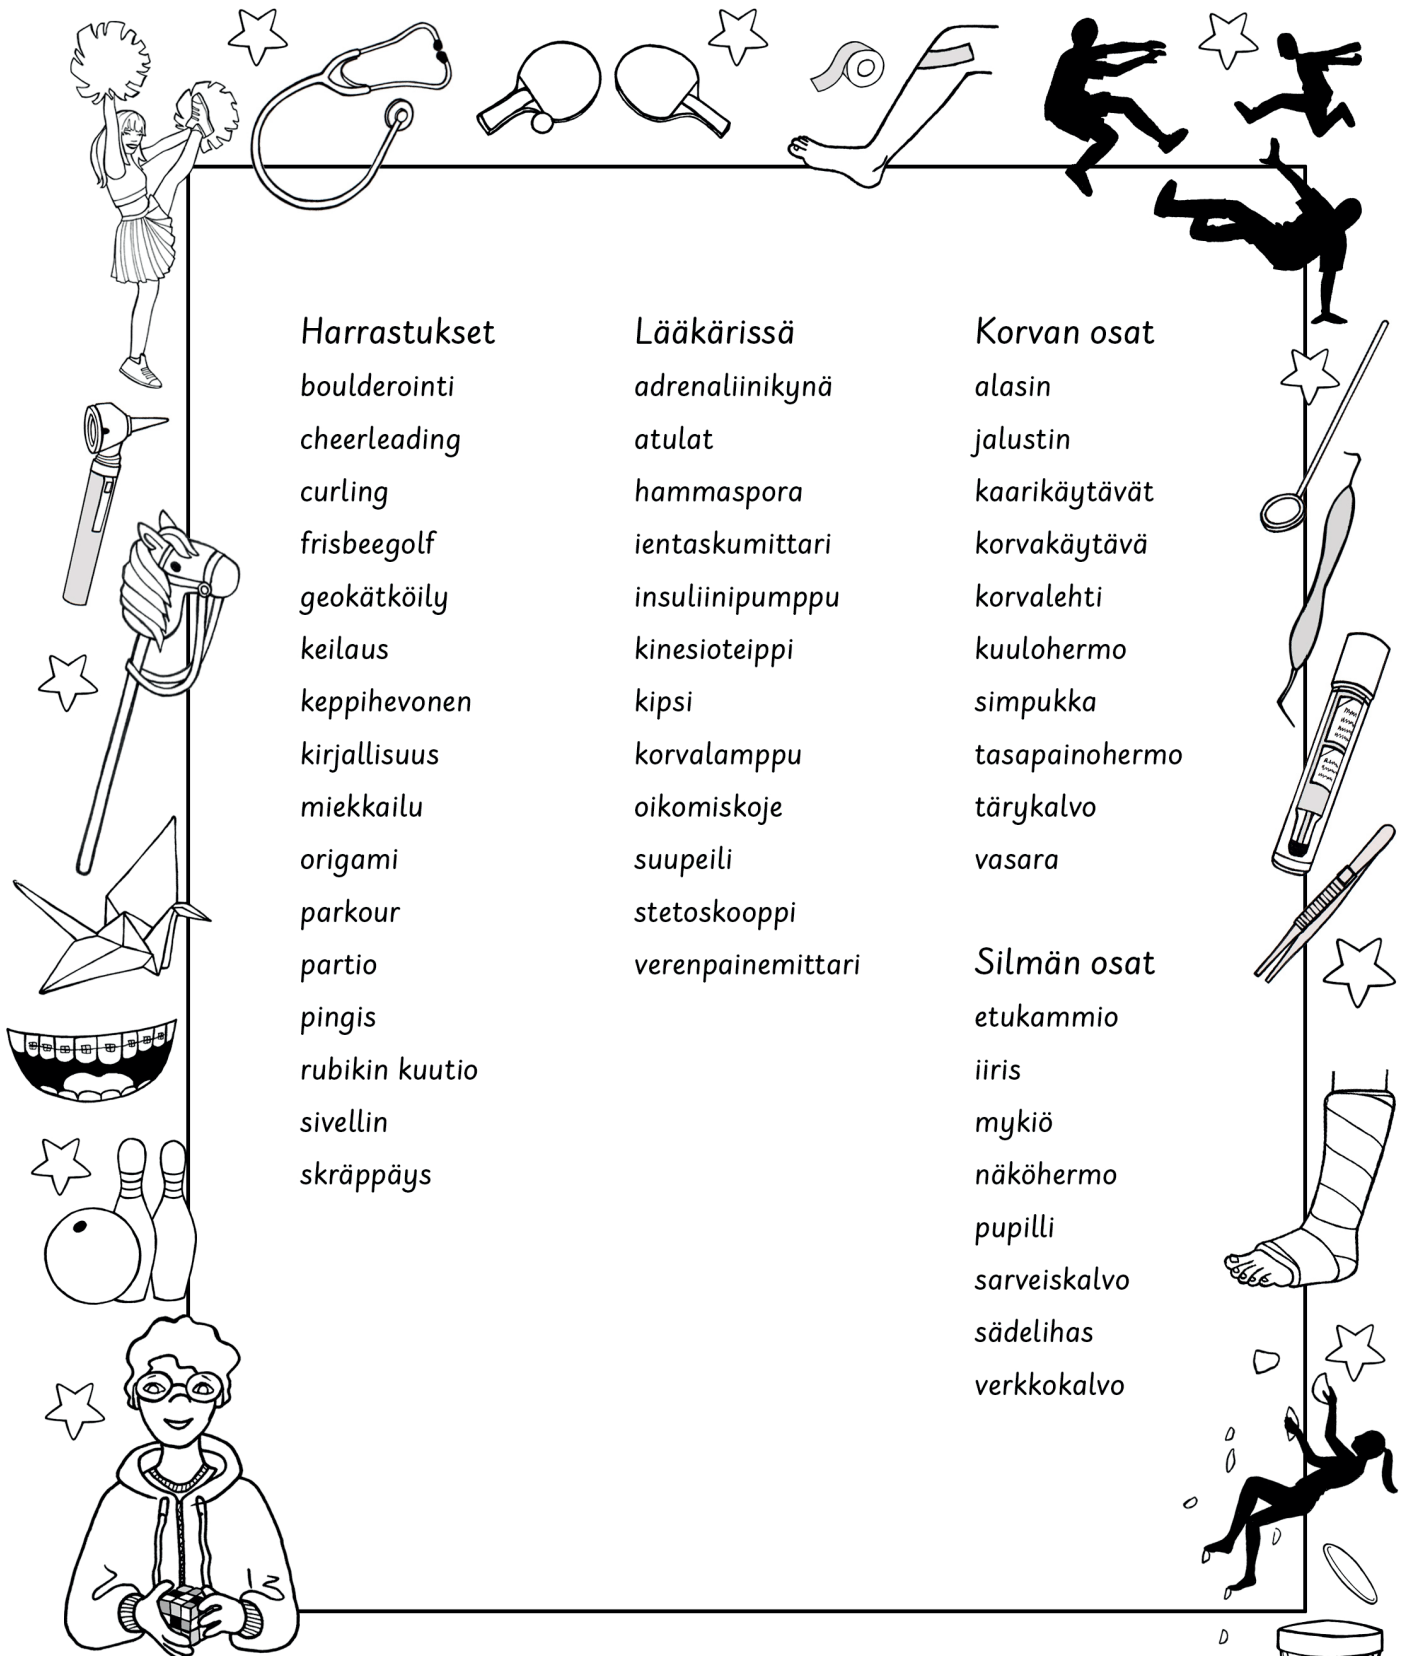 Harrastukset
boulderointi
cheerleading
curling
frisbeegolf
geokätköily
keilaus
keppihevonen
kirjallisuus
miekkailu
origami
parkour
partio
pingis
rubikin kuutio
sivellin
skräppäys
Lääkärissä
adrenaliinikynä
atulat
hammaspora
ientaskumittari
insuliinipumppu
kinesioteippi
kipsi
korvalamppu
oikomiskoje
suupeili
stetoskooppi
verenpainemittari
Korvan osat
alasin
jalustin
kaarikäytävät
korvakäytävä
korvalehti
kuulohermo
simpukka
tasapainohermo
tärykalvo
vasara
Silmän osat
etukammio
iiris
mykiö
näköhermo
pupilli
sarveiskalvo
sädelihas
verkkokalvo